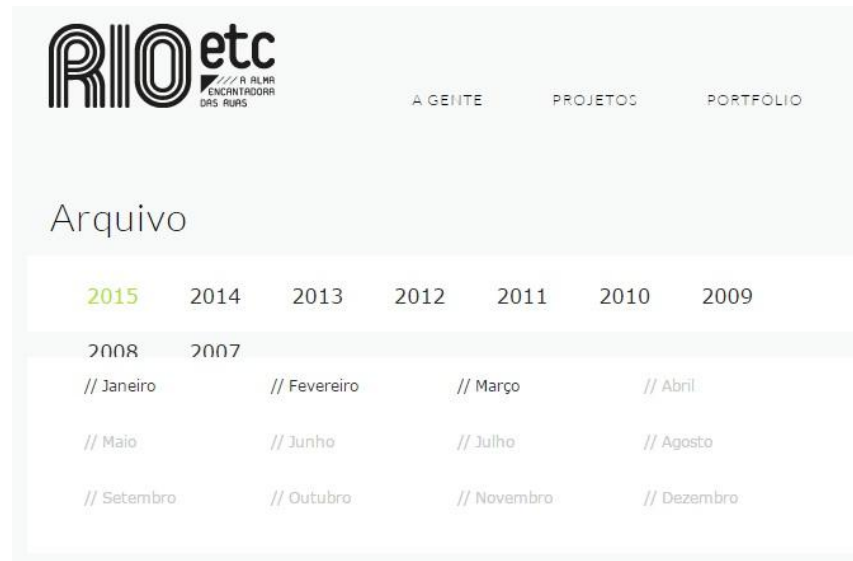 RIO etc
/// A ALMA
ENCANTADORA
DAS RUAS
A GENTE PROJETOS PORTFÓLIO
Arquivo
2015 2014 2013 2012 2011 2010 2009
2008 2007
// Janeiro // Fevereiro // Março // Abril
// Maio // Junho // Julho // Agosto
// Setembro // Outubro // Novembro // Dezembro